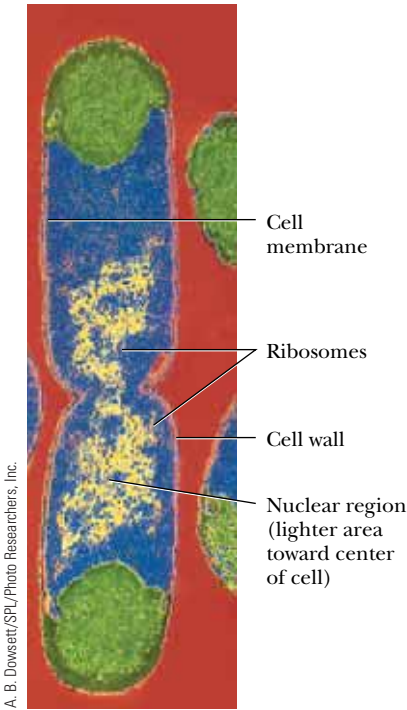 Cell
membrane
Ribosomes
Cell wall
Nuclear region
(lighter area
toward center
of cell)
A. B. Dowsett/SPL/Photo Researchers, Inc.